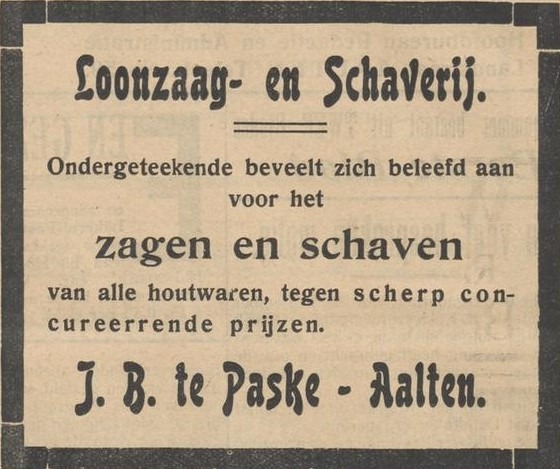 Loonzaag- en Schaverij.
Ondergeteekende beveelt zich beleefd aan
voor het
zagen en schaven
van alle houtwaren, tegen scherp con-
cureerrende prijzen.
J. B. te Paske - Aalten.